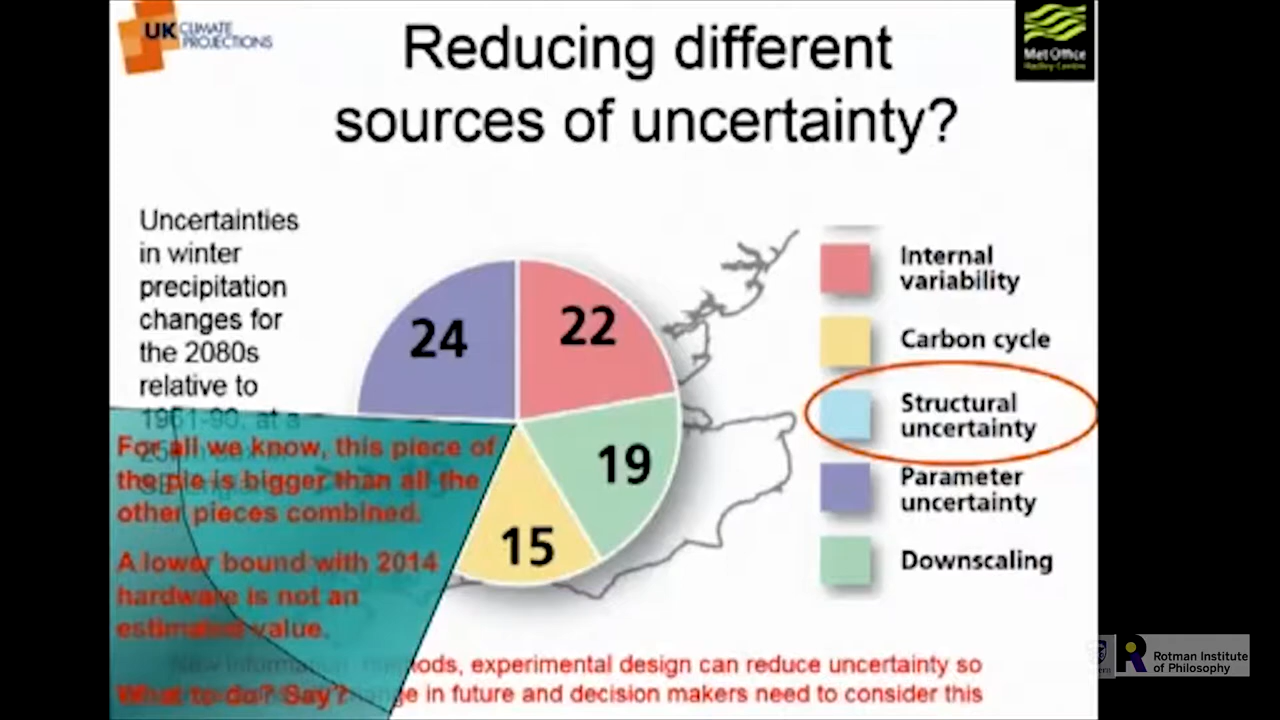 UK CLIMATE
PROJECTIONS
Met Office
Hadley Centre
Reducing different
sources of uncertainty?
Uncertainties
in winter
precipitation
changes for
the 2080s
relative to
1961-90, at a
24
22
19
15
Internal
variability
Carbon cycle
Structural
uncertainty
Parameter
uncertainty
Downscaling
For all we know, this piece of
the pie is bigger than all the
other pieces combined.
A lower bound with 2014
hardware is not an
estimated value.
What to do? Say?
New information, methods, experimental design can reduce uncertainty so
in future and decision makers need to consider this
Rotman Institute
of Philosophy